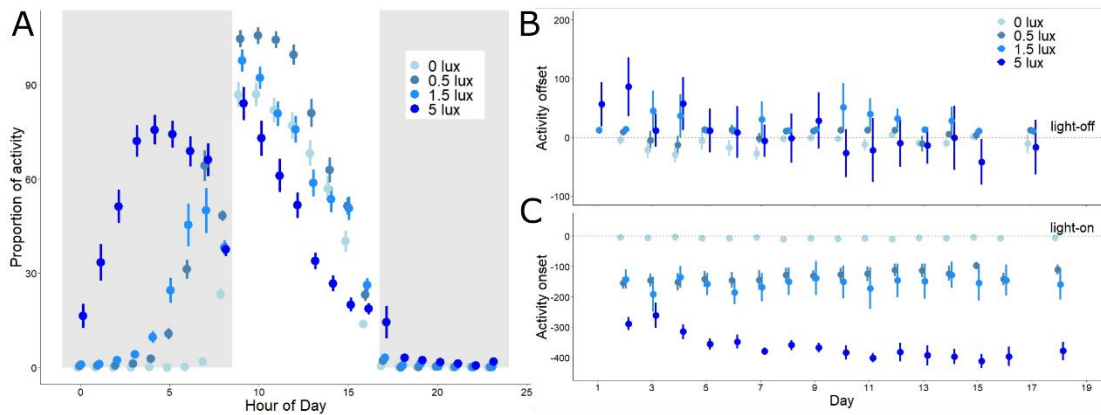 A
Proportion of activity
90
60
30
0
0 lux
0.5 lux
1.5 lux
5 lux
0 5 10 15 20 25
Hour of Day
B
Activity offset
200
100
0
-100
0 lux
0.5 lux
1.5 lux
5 lux
light-off
C
Activity onset
0
-100
-200
-300
-400
light-on
1 3 5 7 9 11 13 15 17 19
Day